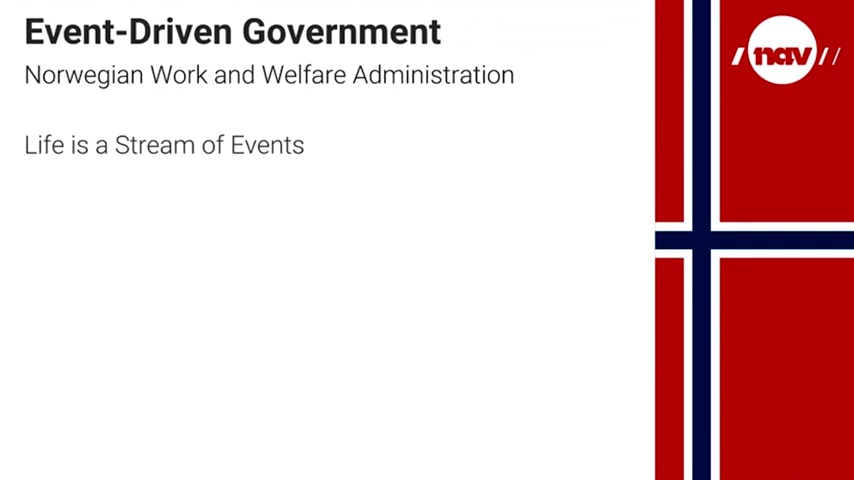 Event-Driven Government
Norwegian Work and Welfare Administration
Life is a Stream of Events
nav